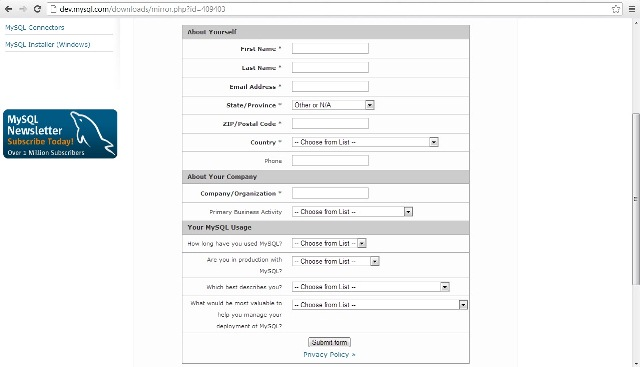 dev.mysql.com/downloads/mirror.php?id=409403
MySQL Connectors
MySQL Installer (Windows)
MySQL
Newsletter
Subscribe Today!
Over 1 Million Subscribers
About Yourself
First Name *
Last Name *
Email Address *
State/Province * Other or N/A
ZIP/Postal Code *
Country * -- Choose from List --
Phone
About Your Company
Company/Organization *
Primary Business Activity -- Choose from List --
Your MySQL Usage
How long have you used MySQL? -- Choose from List --
Are you in production with -- Choose from List --
MySQL?
Which best describes you? -- Choose from List --
What would be most valuable to -- Choose from List --
help you manage your
deployment of MySQL?
Submit form
Privacy Policy »